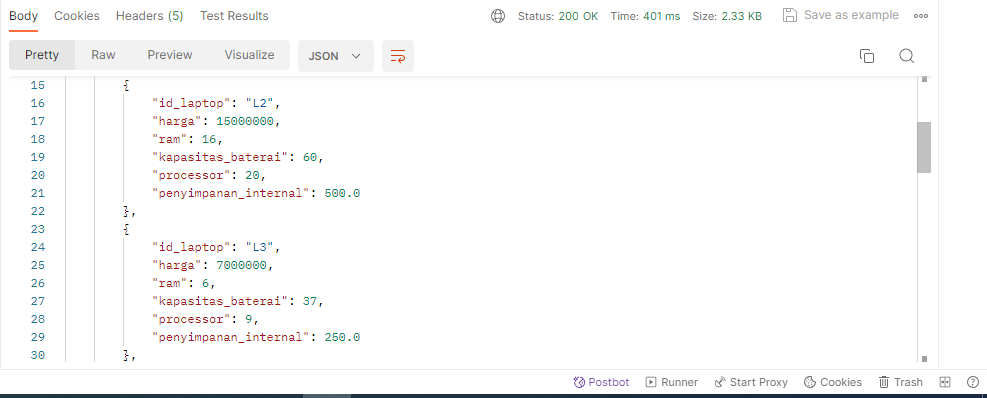 Body Cookies Headers (5) Test Results Status: 200 OK Time: 401 ms Size: 2.33 KB Save as example
Pretty Raw Preview Visualize JSON
15 {
16 "id_laptop": "L2",
17 "harga": 15000000,
18 "ram": 16,
19 "kapasitas_baterai": 60,
20 "processor": 20,
21 "penyimpanan_internal": 500.0
22 },
23 {
24 "id_laptop": "L3",
25 "harga": 7000000,
26 "ram": 6,
27 "kapasitas_baterai": 37,
28 "processor": 9,
29 "penyimpanan_internal": 250.0
30 },
Postbot Runner Start Proxy Cookies Trash